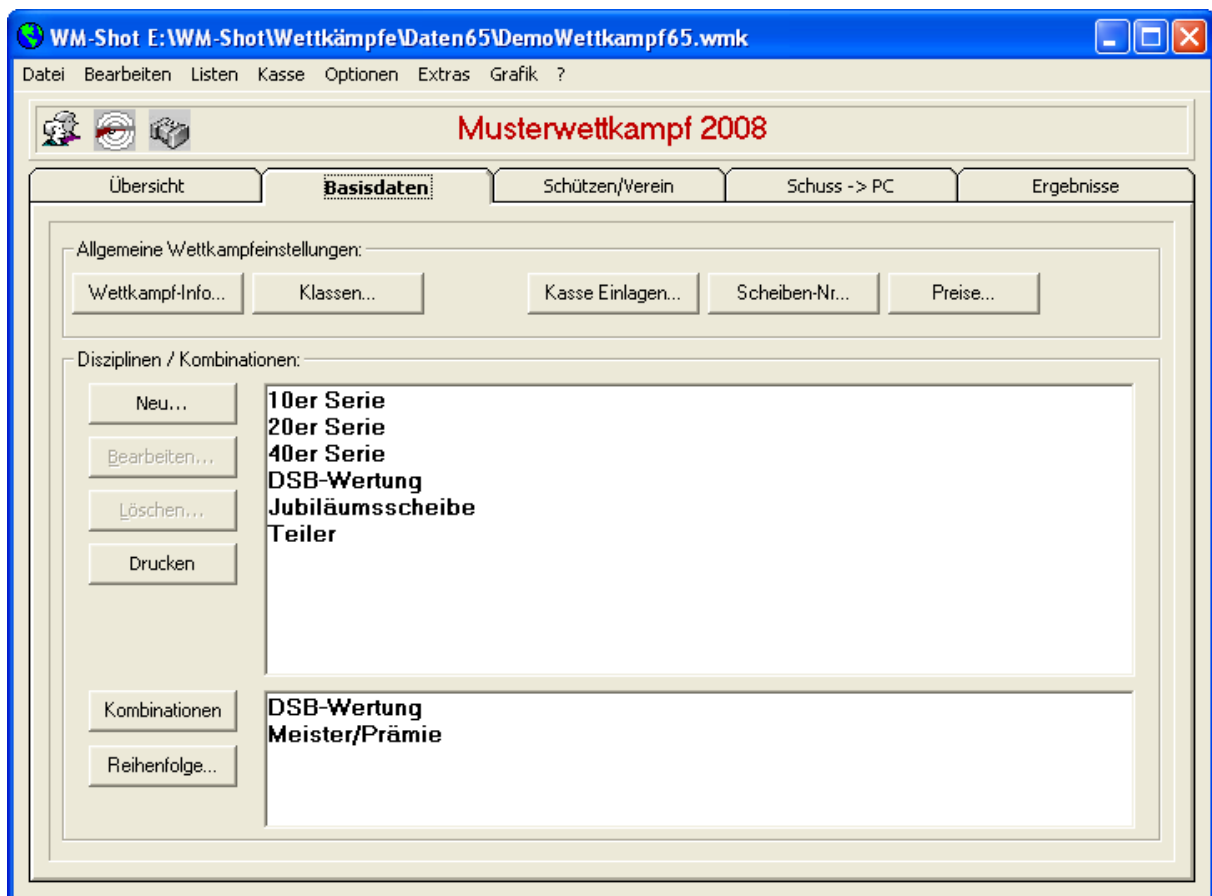 WM-Shot E:\WM-Shot\Wettkämpfe\Daten65\DemoWettkampf65.wmk
Datei Bearbeiten Listen Kasse Optionen Extras Grafik ?
Musterwettkampf 2008
Übersicht Basisdaten Schützen/Verein Schuss -> PC Ergebnisse
Allgemeine Wettkampfeinstellungen:
Wettkampf-Info... Klassen... Kasse Einlagen... Scheiben-Nr... Preise...
Disziplinen / Kombinationen:
Neu...
Bearbeiten...
Löschen...
Drucken
10er Serie
20er Serie
40er Serie
DSB-Wertung
Jubiläumsscheibe
Teiler
Kombinationen
Reihenfolge...
DSB-Wertung
Meister/Prämie